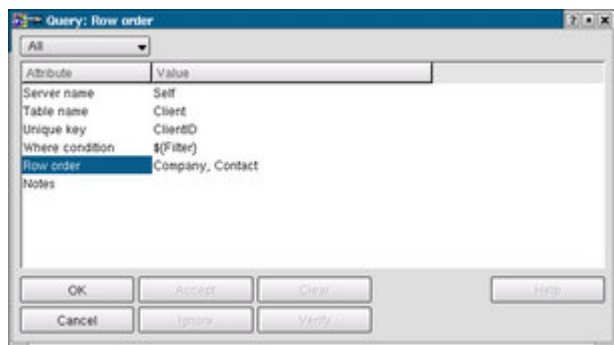 Query: Row order
All
Attribute Value
Server name Self
Table name Client
Unique key ClientID
Where condition ${Filter}
Row order Company, Contact
Notes
OK Accept Clear Help
Cancel Ignore Verify